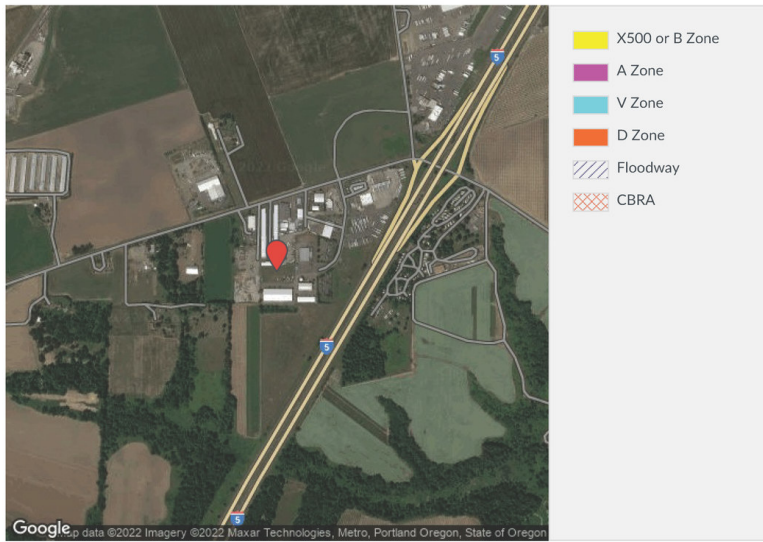 5
X500 or B Zone
A Zone
V Zone
D Zone
Floodway
CBRA
5
5
Google
ap data ©2022 Imagery ©2022 Maxar Technologies, Metro, Portland Oregon, State of Oregon